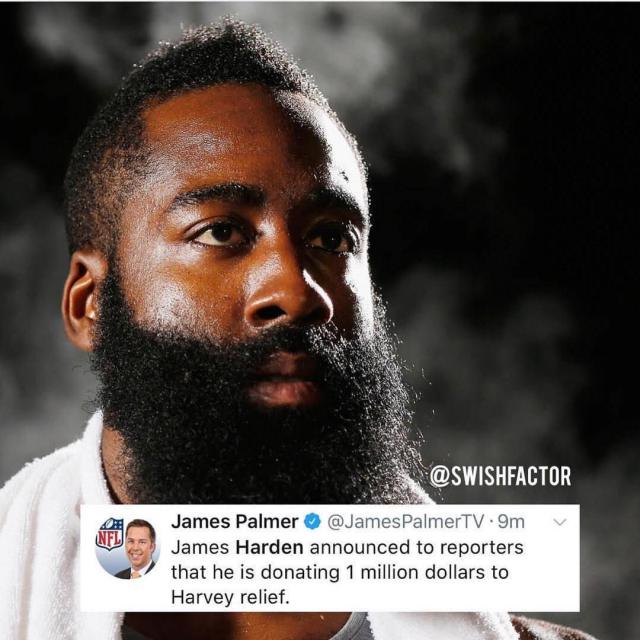 @SWISHFACTOR
NFL
James Palmer @JamesPalmerTV · 9m
James Harden announced to reporters
that he is donating 1 million dollars to
Harvey relief.